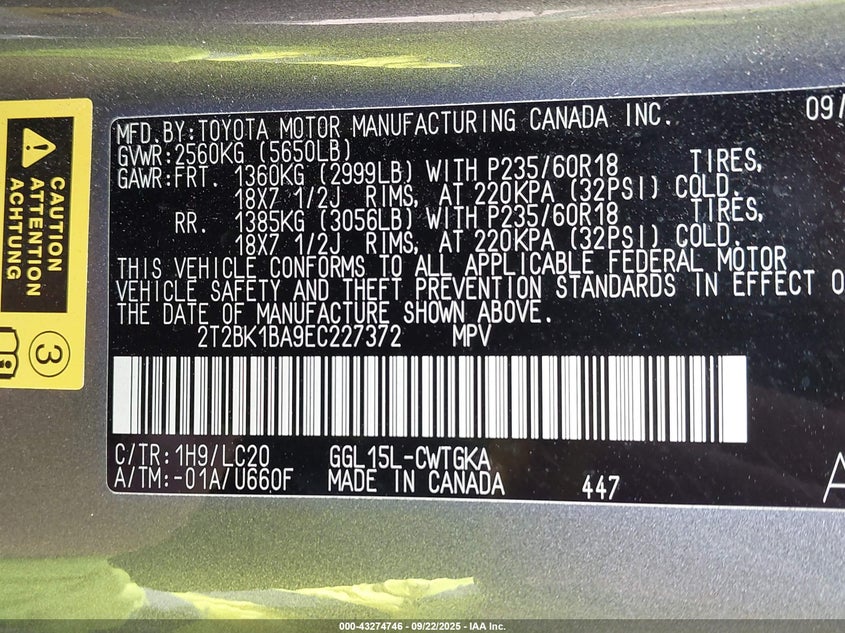 MFD.BY:TOYOTA MOTOR MANUFACTURING CANADA INC. 09/
GVWR:2560KG (5650LB)
GAWR:FRT. 1360KG (2999LB) WITH P235/60R18 TIRES,
18X7 1/2J RIMS, AT 220KPA (32PSI) COLD.
RR. 1385KG (3056LB) WITH P235/60R18 TIRES,
18X7 1/2J RIMS, AT 220KPA (32PSI) COLD.
THIS VEHICLE CONFORMS TO ALL APPLICABLE FEDERAL MOTOR
VEHICLE SAFETY AND THEFT PREVENTION STANDARDS IN EFFECT O
THE DATE OF MANUFACTURE SHOWN ABOVE.
2T2BK1BA9EC227372 MPV
C/TR:1H9/LC20 GGL15L-CWTGKA
A/TM:-01A/U660F MADE IN CANADA 447 A
CAUTION
ATTENTION
ACHTUNG
3
000-43274746 - 09/22/2025 - IAA Inc.